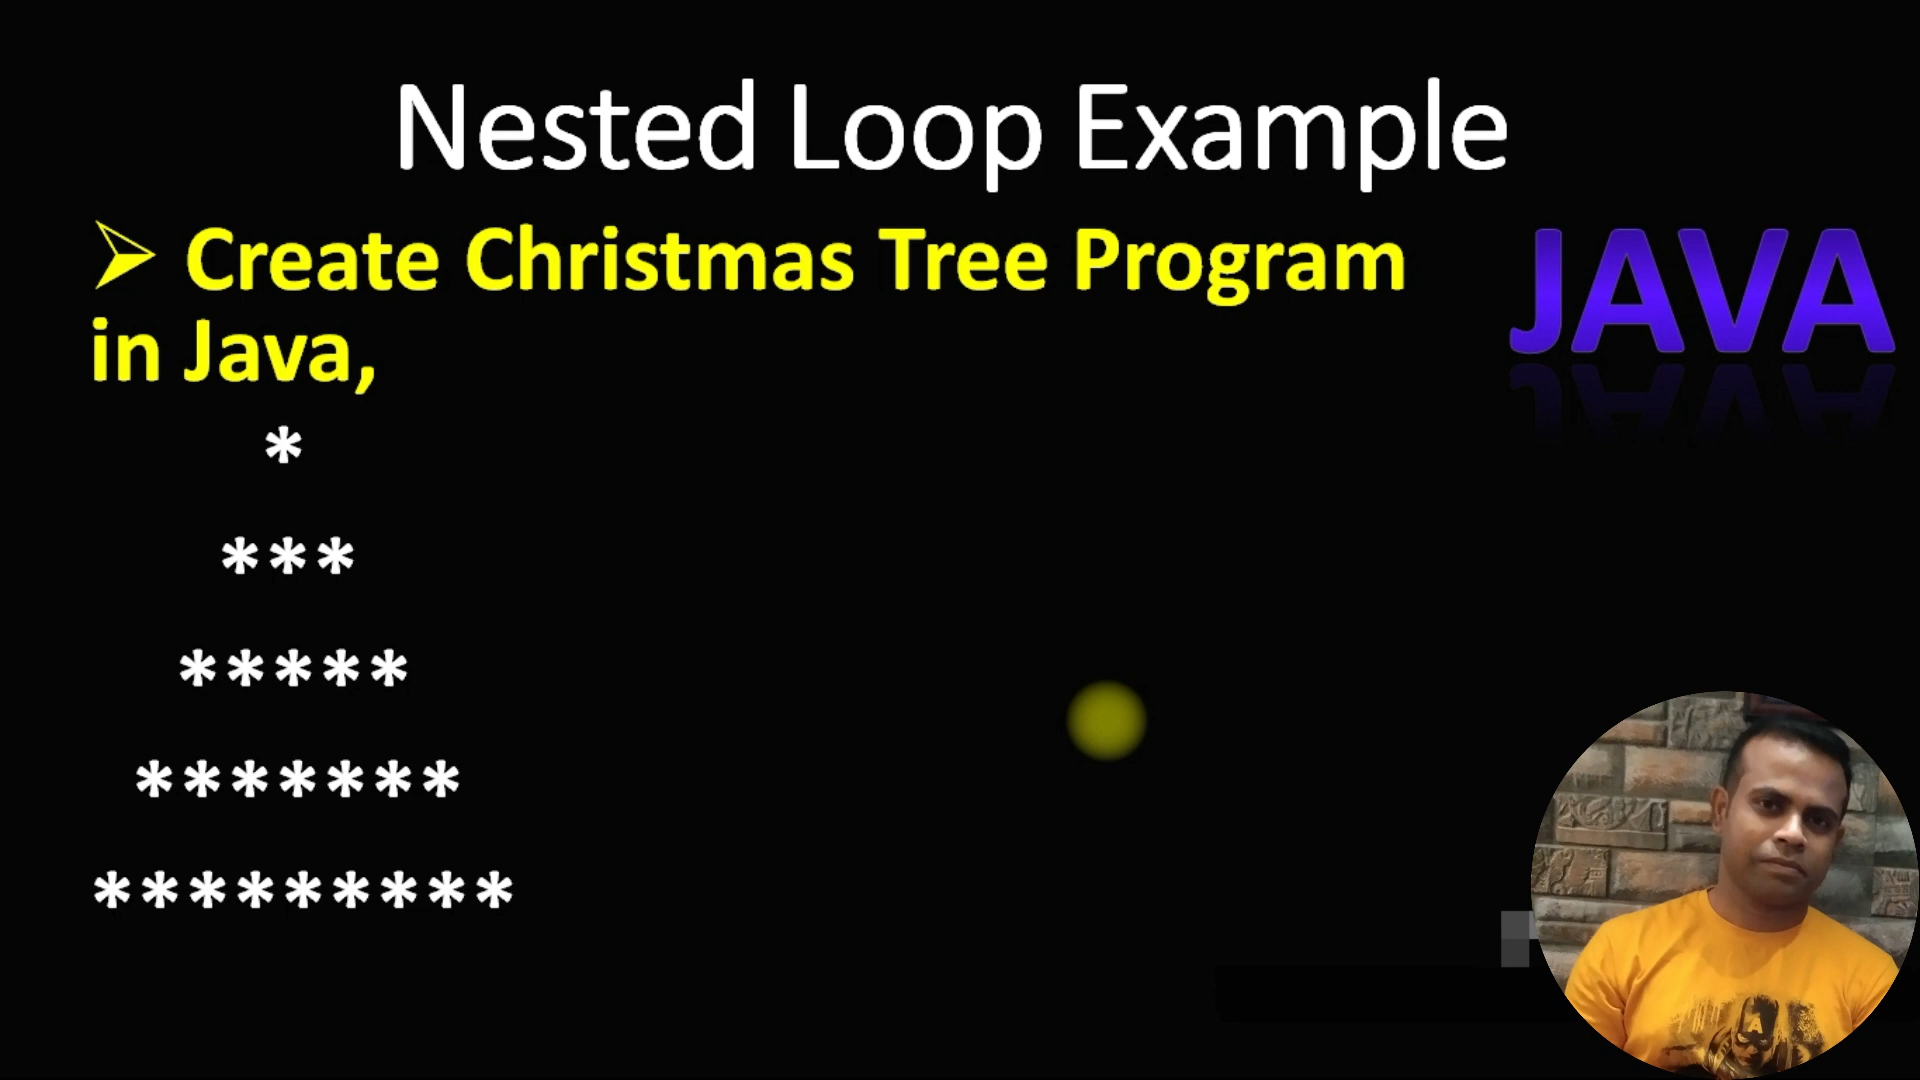 Nested Loop Example
➢ Create Christmas Tree Program
in Java,
JAVA
*
***
*****
*******
*********